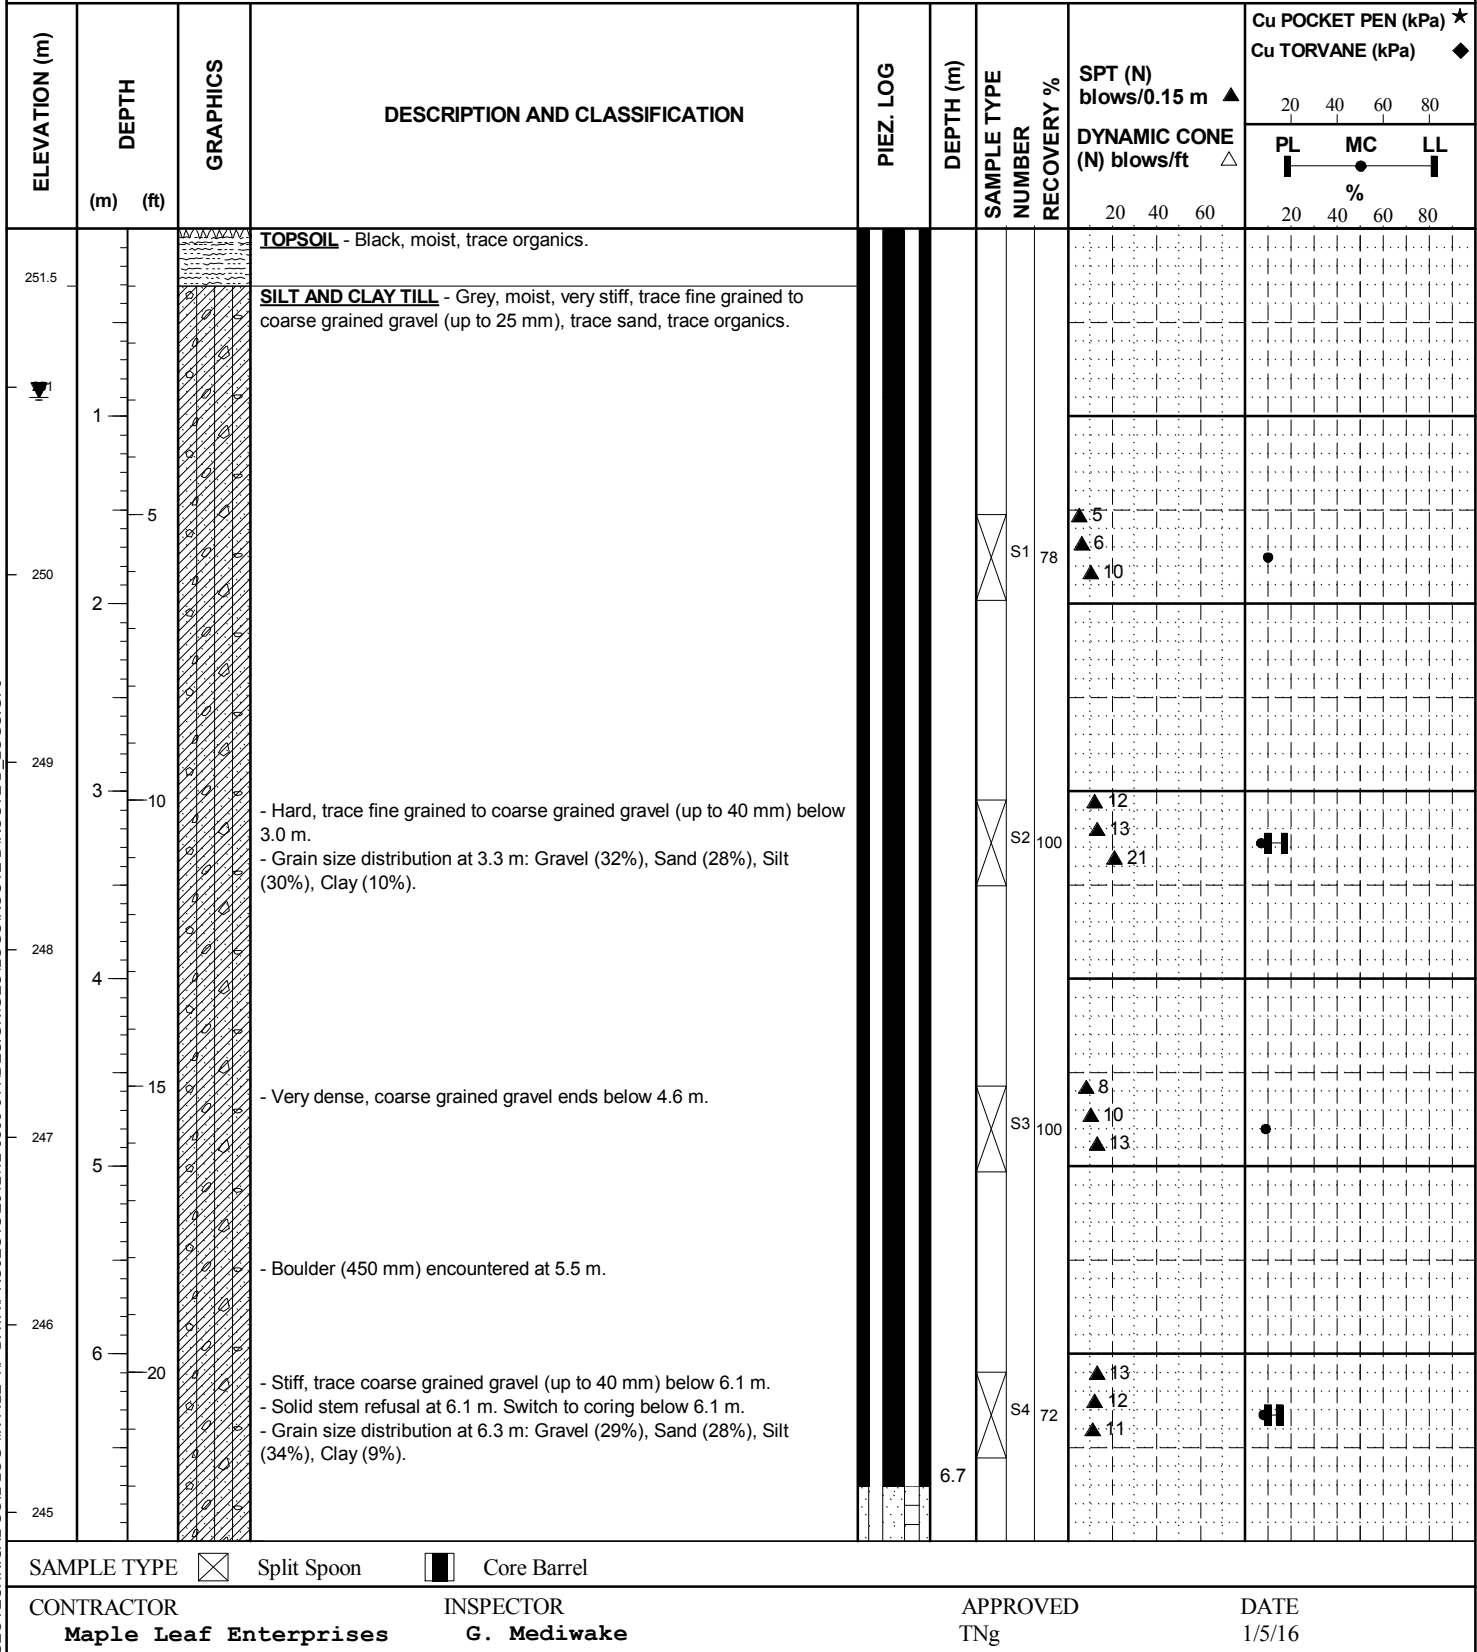 ELEVATION (m)
DEPTH
(m) (ft)
GRAPHICS
DESCRIPTION AND CLASSIFICATION
PIEZ. LOG
DEPTH (m)
SAMPLE TYPE
NUMBER
RECOVERY %
SPT (N)
blows/0.15 m ▲
DYNAMIC CONE
(N) blows/ft △
20 40 60
Cu POCKET PEN (kPa) ★
Cu TORVANE (kPa) ◆
20 40 60 80
PL MC LL
%
20 40 60 80
TOPSOIL - Black, moist, trace organics.
251.5
SILT AND CLAY TILL - Grey, moist, very stiff, trace fine grained to
coarse grained gravel (up to 25 mm), trace sand, trace organics.
1
5
5
S1 78
6
10
250
2
249
3
10
12
- Hard, trace fine grained to coarse grained gravel (up to 40 mm) below
3.0 m.
13
S2 100
- Grain size distribution at 3.3 m: Gravel (32%), Sand (28%), Silt
(30%), Clay (10%).
21
248
4
15
8
- Very dense, coarse grained gravel ends below 4.6 m.
10
S3 100
247
13
5
- Boulder (450 mm) encountered at 5.5 m.
246
6
20
13
- Stiff, trace coarse grained gravel (up to 40 mm) below 6.1 m.
- Solid stem refusal at 6.1 m. Switch to coring below 6.1 m.
12
S4 72
- Grain size distribution at 6.3 m: Gravel (29%), Sand (28%), Silt
(34%), Clay (9%).
11
6.7
245
SAMPLE TYPE Split Spoon Core Barrel
CONTRACTOR INSPECTOR APPROVED DATE
Maple Leaf Enterprises G. Mediwake TNg 1/5/16